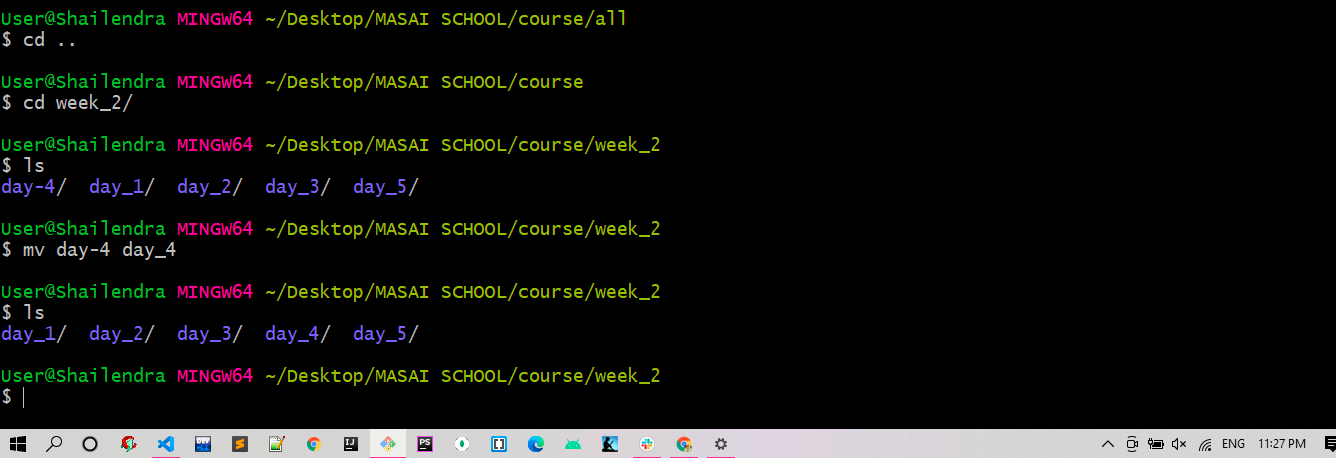 User@Shailendra MINGW64 ~/Desktop/MASAI SCHOOL/course/all
$ cd ..
User@Shailendra MINGW64 ~/Desktop/MASAI SCHOOL/course
$ cd week_2/
User@Shailendra MINGW64 ~/Desktop/MASAI SCHOOL/course/week_2
$ ls
day-4/  day_1/  day_2/  day_3/  day_5/
User@Shailendra MINGW64 ~/Desktop/MASAI SCHOOL/course/week_2
$ mv day-4 day_4
User@Shailendra MINGW64 ~/Desktop/MASAI SCHOOL/course/week_2
$ ls
day_1/  day_2/  day_3/  day_4/  day_5/
User@Shailendra MINGW64 ~/Desktop/MASAI SCHOOL/course/week_2
$
DEV IJ PS ENG 11:27 PM